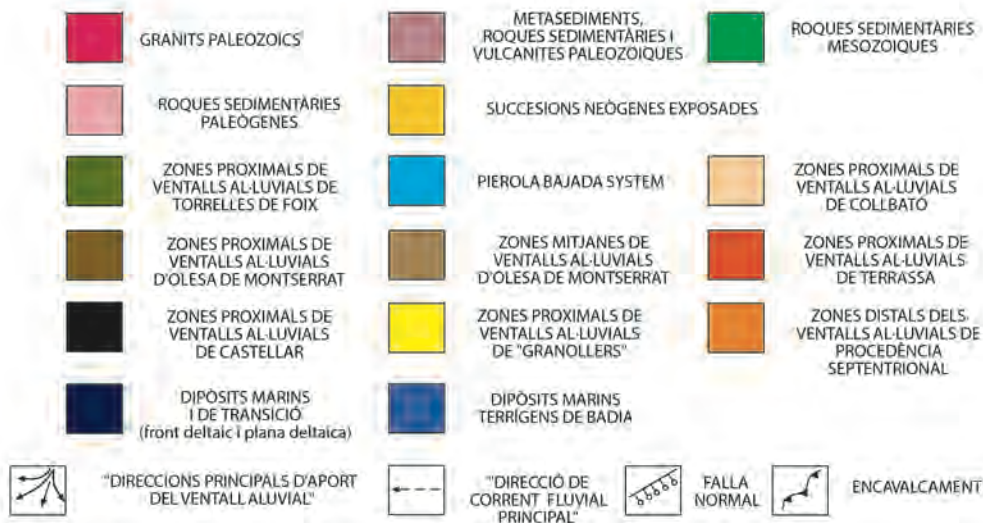 GRANITS PALEOZOICS
METASEDIMENTS,
ROQUES SEDIMENTÀRIES I
VULCANITES PALEOZOIQUES
ROQUES SEDIMENTARIES
MESOZOIQUES
ROQUES SEDIMENTÀRIES
PALEÒGENES
SUCCESIONS NEÒGENES EXPOSADES
ZONES PROXIMALS DE
VENTALLS AL·LUVIALS DE
TORRELLES DE FOIX
PIEROLA BAJADA SYSTEM
ZONES PROXIMALS DE
VENTALLS AL·LUVIALS
DE COLLBATÓ
ZONES PROXIMALS DE
VENTALLS AL·LUVIALS
D'OLESA DE MONTSERRAT
ZONES MITJANES DE
VENTALLS AL·LUVIALS
D'OLESA DE MONTSERRAT
ZONES PROXIMALS DE
VENTALLS AL·LUVIALS
DE TERRASSA
ZONES PROXIMALS DE
VENTALLS AL·LUVIALS
DE CASTELLAR
ZONES PROXIMALS DE
VENTALLS AL·LUVIALS
DE "GRANOLLERS"
ZONES DISTALS DELS
VENTALLS AL·LUVIALS DE
PROCEDÈNCIA
SEPTENTRIONAL
DIPÒSITS MARINS
I DE TRANSICIÓ
(front deltaic i plana deltaica)
DIPÒSITS MARINS
TERRÍGENS DE BADIA
"DIRECCIONS PRINCIPALS D'APORT
DEL VENTALL ALUVIAL"
"DIRECCIÓ DE
CORRENT FLUVIAL
PRINCIPAL"
FALLA
NORMAL
ENCAVALCAMENT